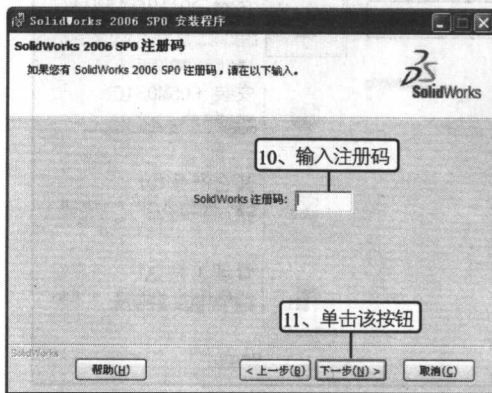 SolidWorks 2006 SP0 安装程序
SolidWorks 2006 SP0 注册码
如果您有 SolidWorks 2006 SP0 注册码，请在以下输入。
SolidWorks
10、输入注册码
SolidWorks 注册码:
11、单击该按钮
SolidWorks
帮助(H)
< 上一步(B)
下一步(N) >
取消(C)